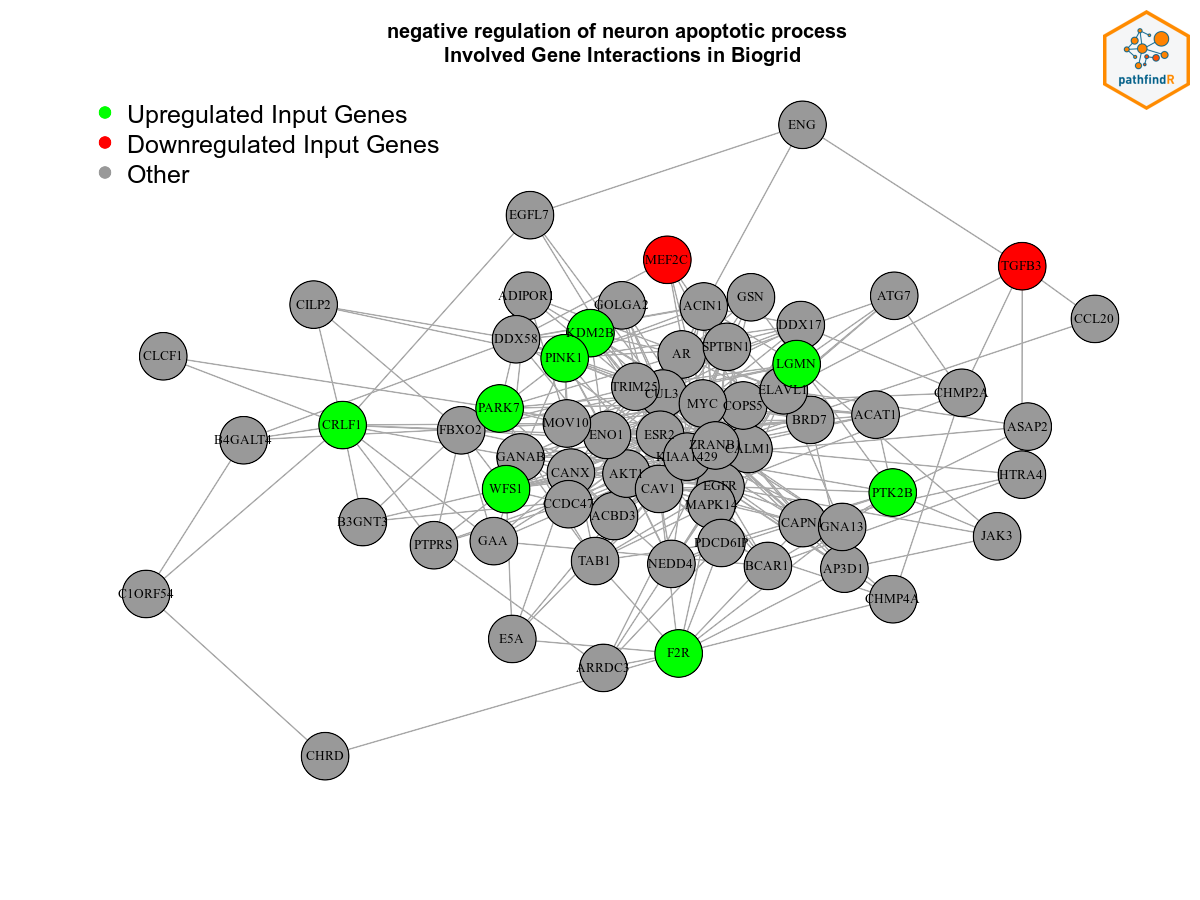 negative regulation of neuron apoptotic process
Involved Gene Interactions in Biogrid
pathfindR
Upregulated Input Genes
Downregulated Input Genes
Other
ENG
EGFL7
MEF2C
TGFB3
CILP2
ADIPOR1
GOLGA2
ACIN1
GSN
ATG7
CCL20
DDX58
KDM2B
DDX17
CLCF1
PINK1
AR
SPTBN1
LGMN
TRIM25
CUL3
ELAVL1
CHMP2A
PARK7
MYC
COPS5
BRD7
ACAT1
B4GALT4
CRLF1
FBXO2
MOV10
ENO1
ESR2
ZRANB1
CALM1
ASAP2
GANAB
CANX
AKT1
KIAA1429
HTRA4
WFS1
CCDC47
CAV1
EGFR
PTK2B
B3GNT3
ACBD3
MAPK14
CAPN
GNA13
JAK3
PTPRS
GAA
TAB1
NEDD4
PDCD6IP
BCAR1
AP3D1
C1ORF54
CHMP4A
E5A
ARRDC3
F2R
CHRD